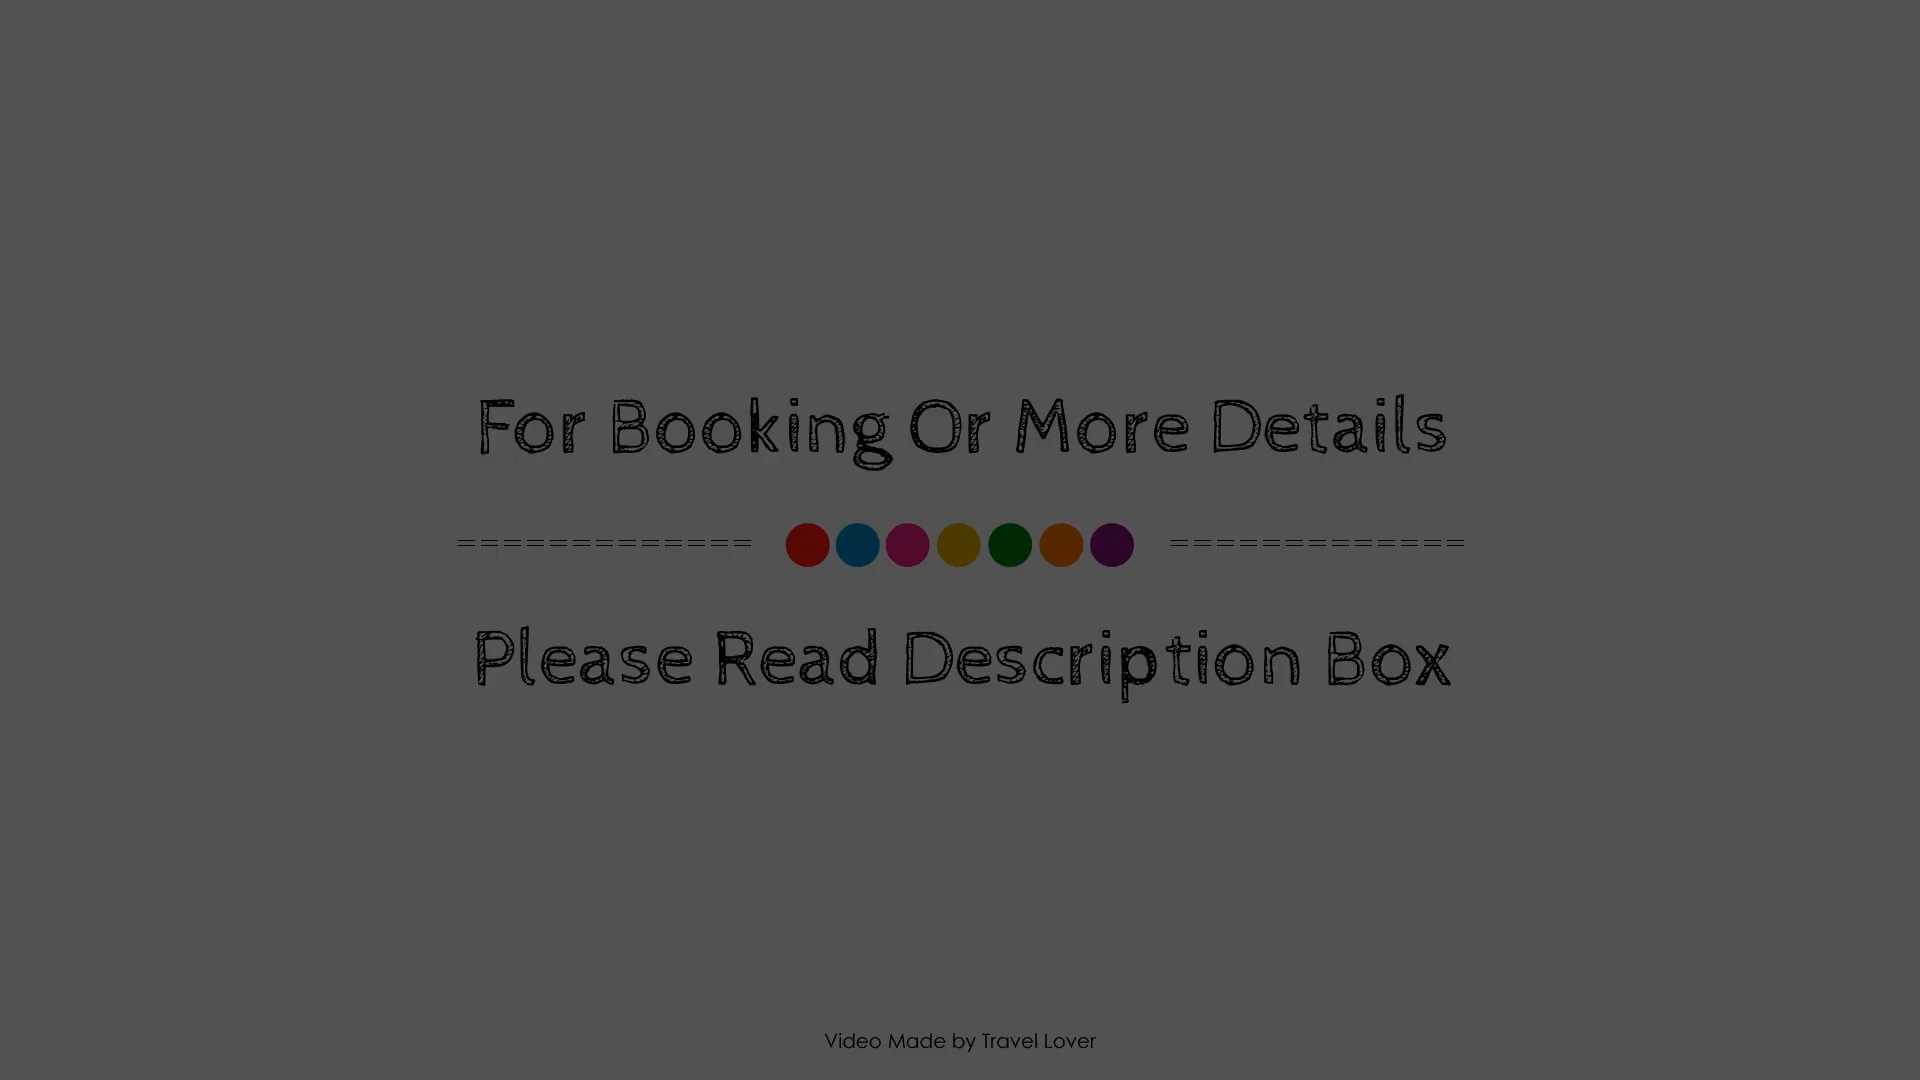 For Booking Or More Details
============= =============
Please Read Description Box
Video Made by Travel Lover